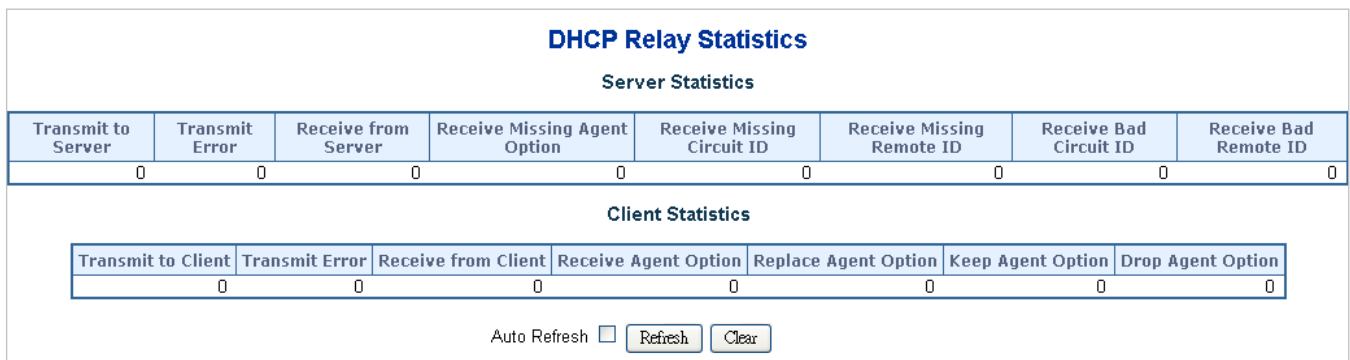 DHCP Relay Statistics
Server Statistics
Transmit to Server Transmit Error Receive from Server Receive Missing Agent Option Receive Missing Circuit ID Receive Missing Remote ID Receive Bad Circuit ID Receive Bad Remote ID
0 0 0 0 0 0 0 0
Client Statistics
Transmit to Client Transmit Error Receive from Client Receive Agent Option Replace Agent Option Keep Agent Option Drop Agent Option
0 0 0 0 0 0 0
Auto Refresh Refresh Clear